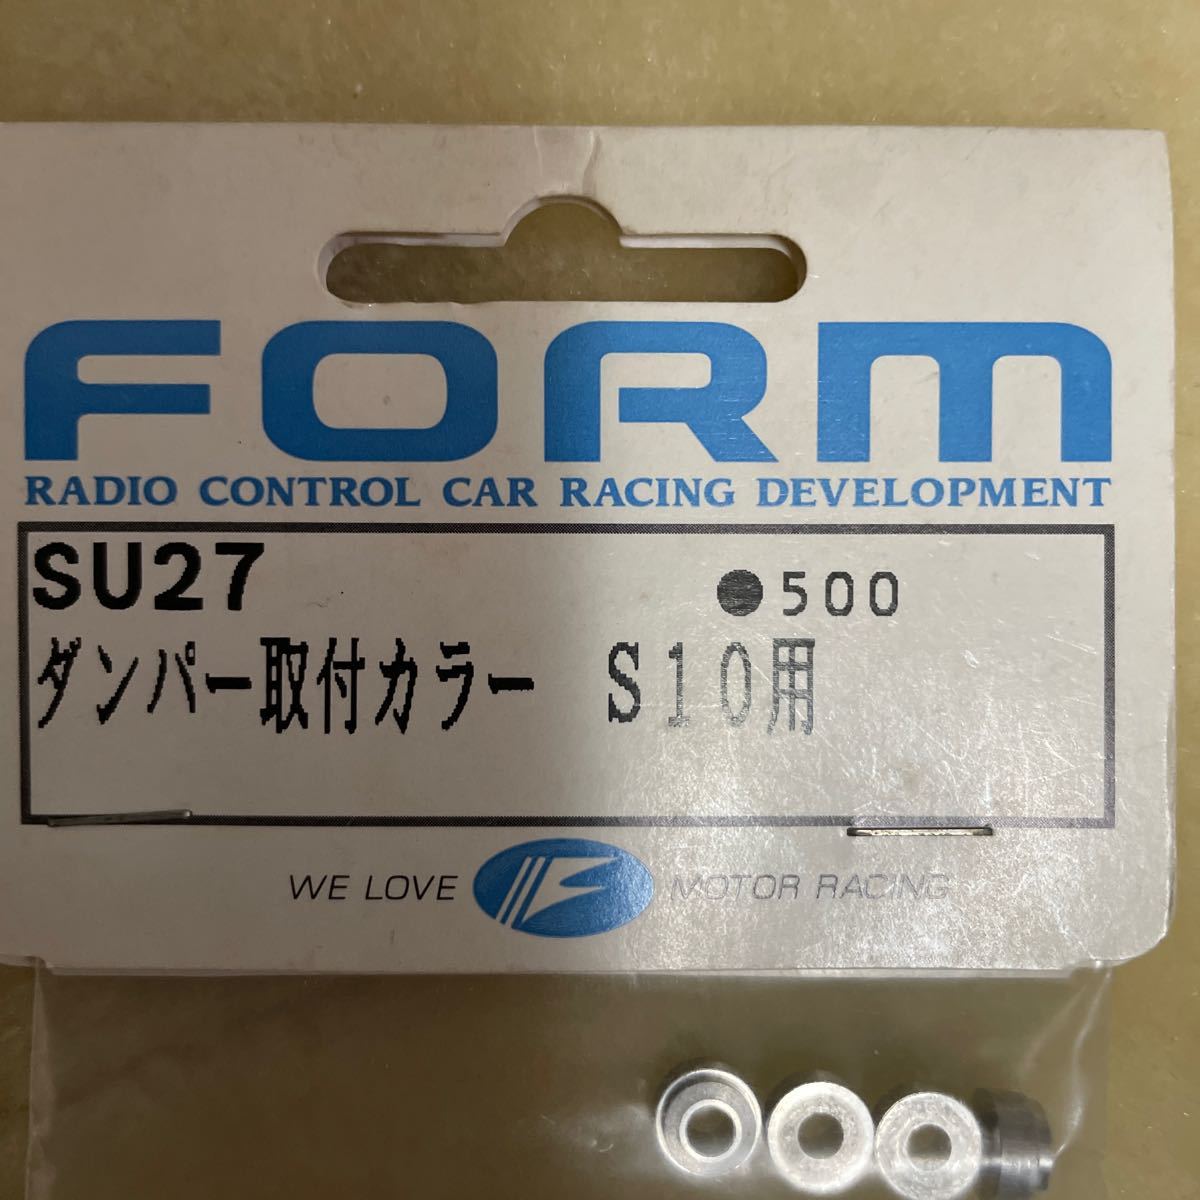 FORM
RADIO CONTROL CAR RACING DEVELOPMENT
SU27 ●500
ダンパー取付カラー S10用
WE LOVE MOTOR RACING